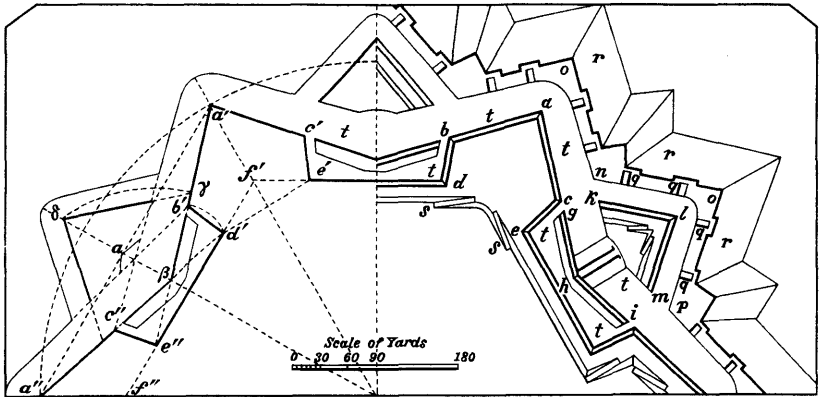 o r
a' c' t b t a
t
f' e' t d n q q r
δ γ b' c k l o
d' s e g t q r
a s
β h m q
c'' t p
e'' t i
Scale of Yards
0 30 60 90 180
a'' f''